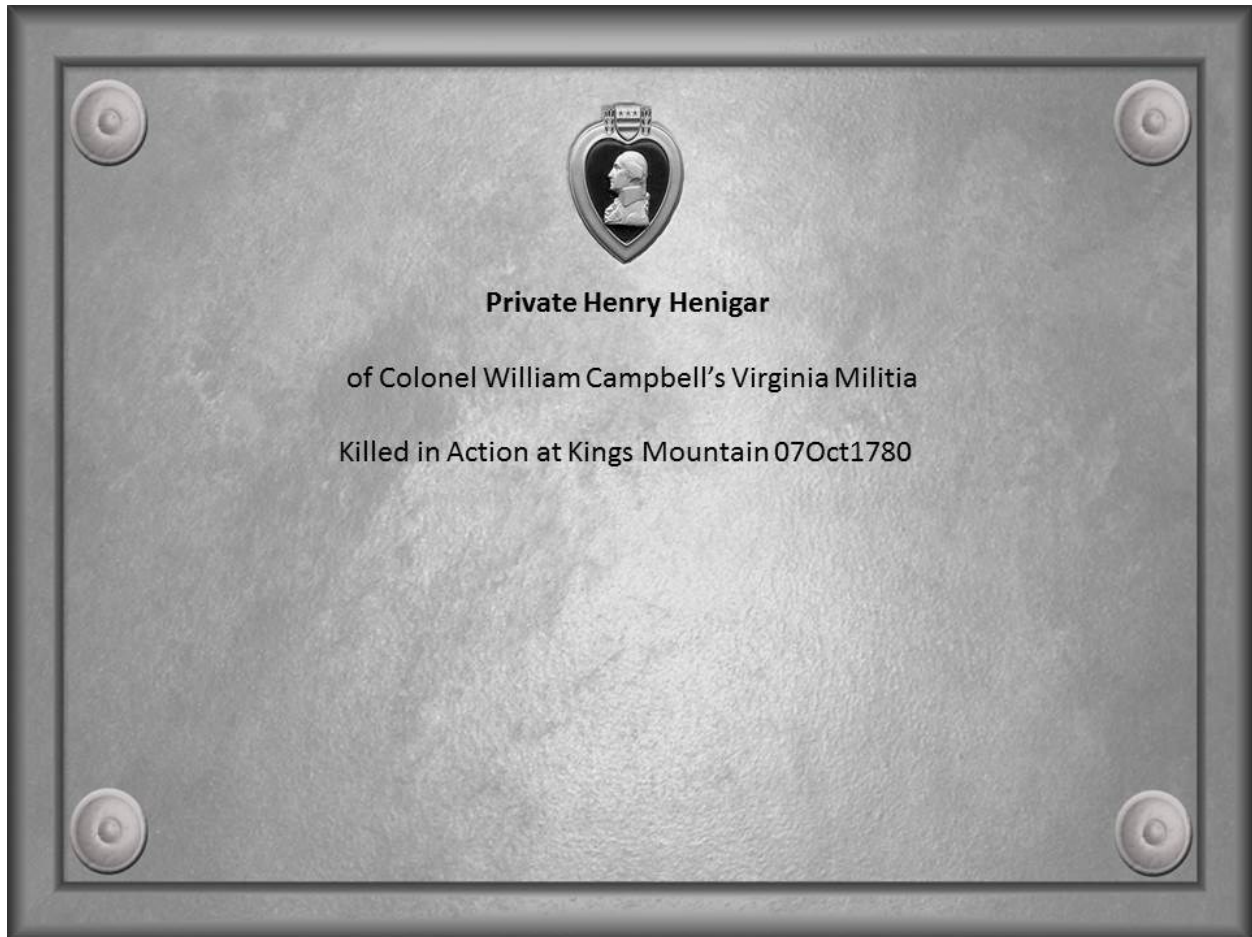 Private Henry Henigar
of Colonel William Campbell’s Virginia Militia
Killed in Action at Kings Mountain 07Oct1780